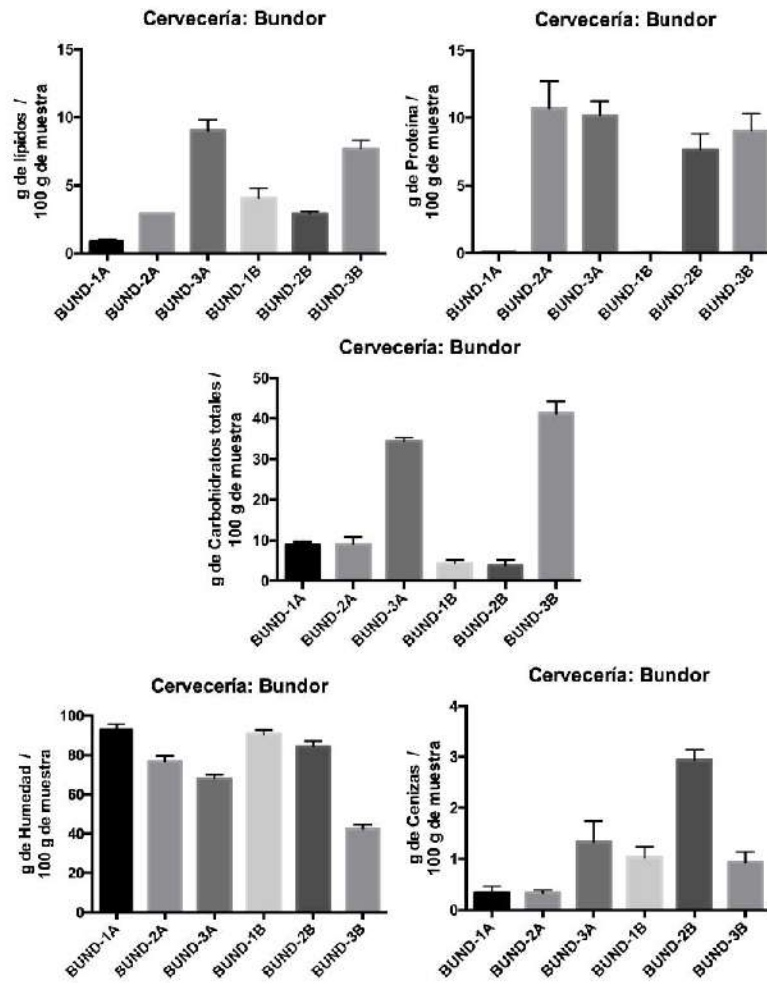 Cervecería: Bundor
g de lípidos /
100 g de muestra
15
10
5
0
BUND-1A
BUND-2A
BUND-3A
BUND-1B
BUND-2B
BUND-3B
Cervecería: Bundor
g de Proteína /
100 g de muestra
15
10
5
0
BUND-1A
BUND-2A
BUND-3A
BUND-1B
BUND-2B
BUND-3B
Cervecería: Bundor
g de Carbohidratos totales /
100 g de muestra
50
40
30
20
10
0
BUND-1A
BUND-2A
BUND-3A
BUND-1B
BUND-2B
BUND-3B
Cervecería: Bundor
g de Humedad /
100 g de muestra
100
80
60
40
20
0
BUND-1A
BUND-2A
BUND-3A
BUND-1B
BUND-2B
BUND-3B
Cervecería: Bundor
g de Cenizas /
100 g de muestra
4
3
2
1
0
BUND-1A
BUND-2A
BUND-3A
BUND-1B
BUND-2B
BUND-3B